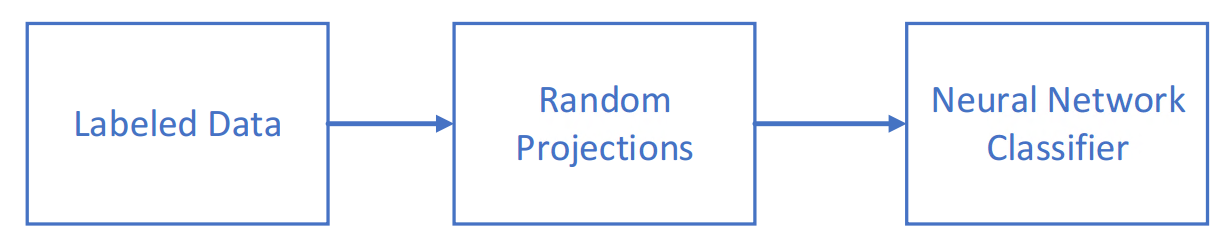 Labeled Data
Random
Projections
Neural Network
Classifier